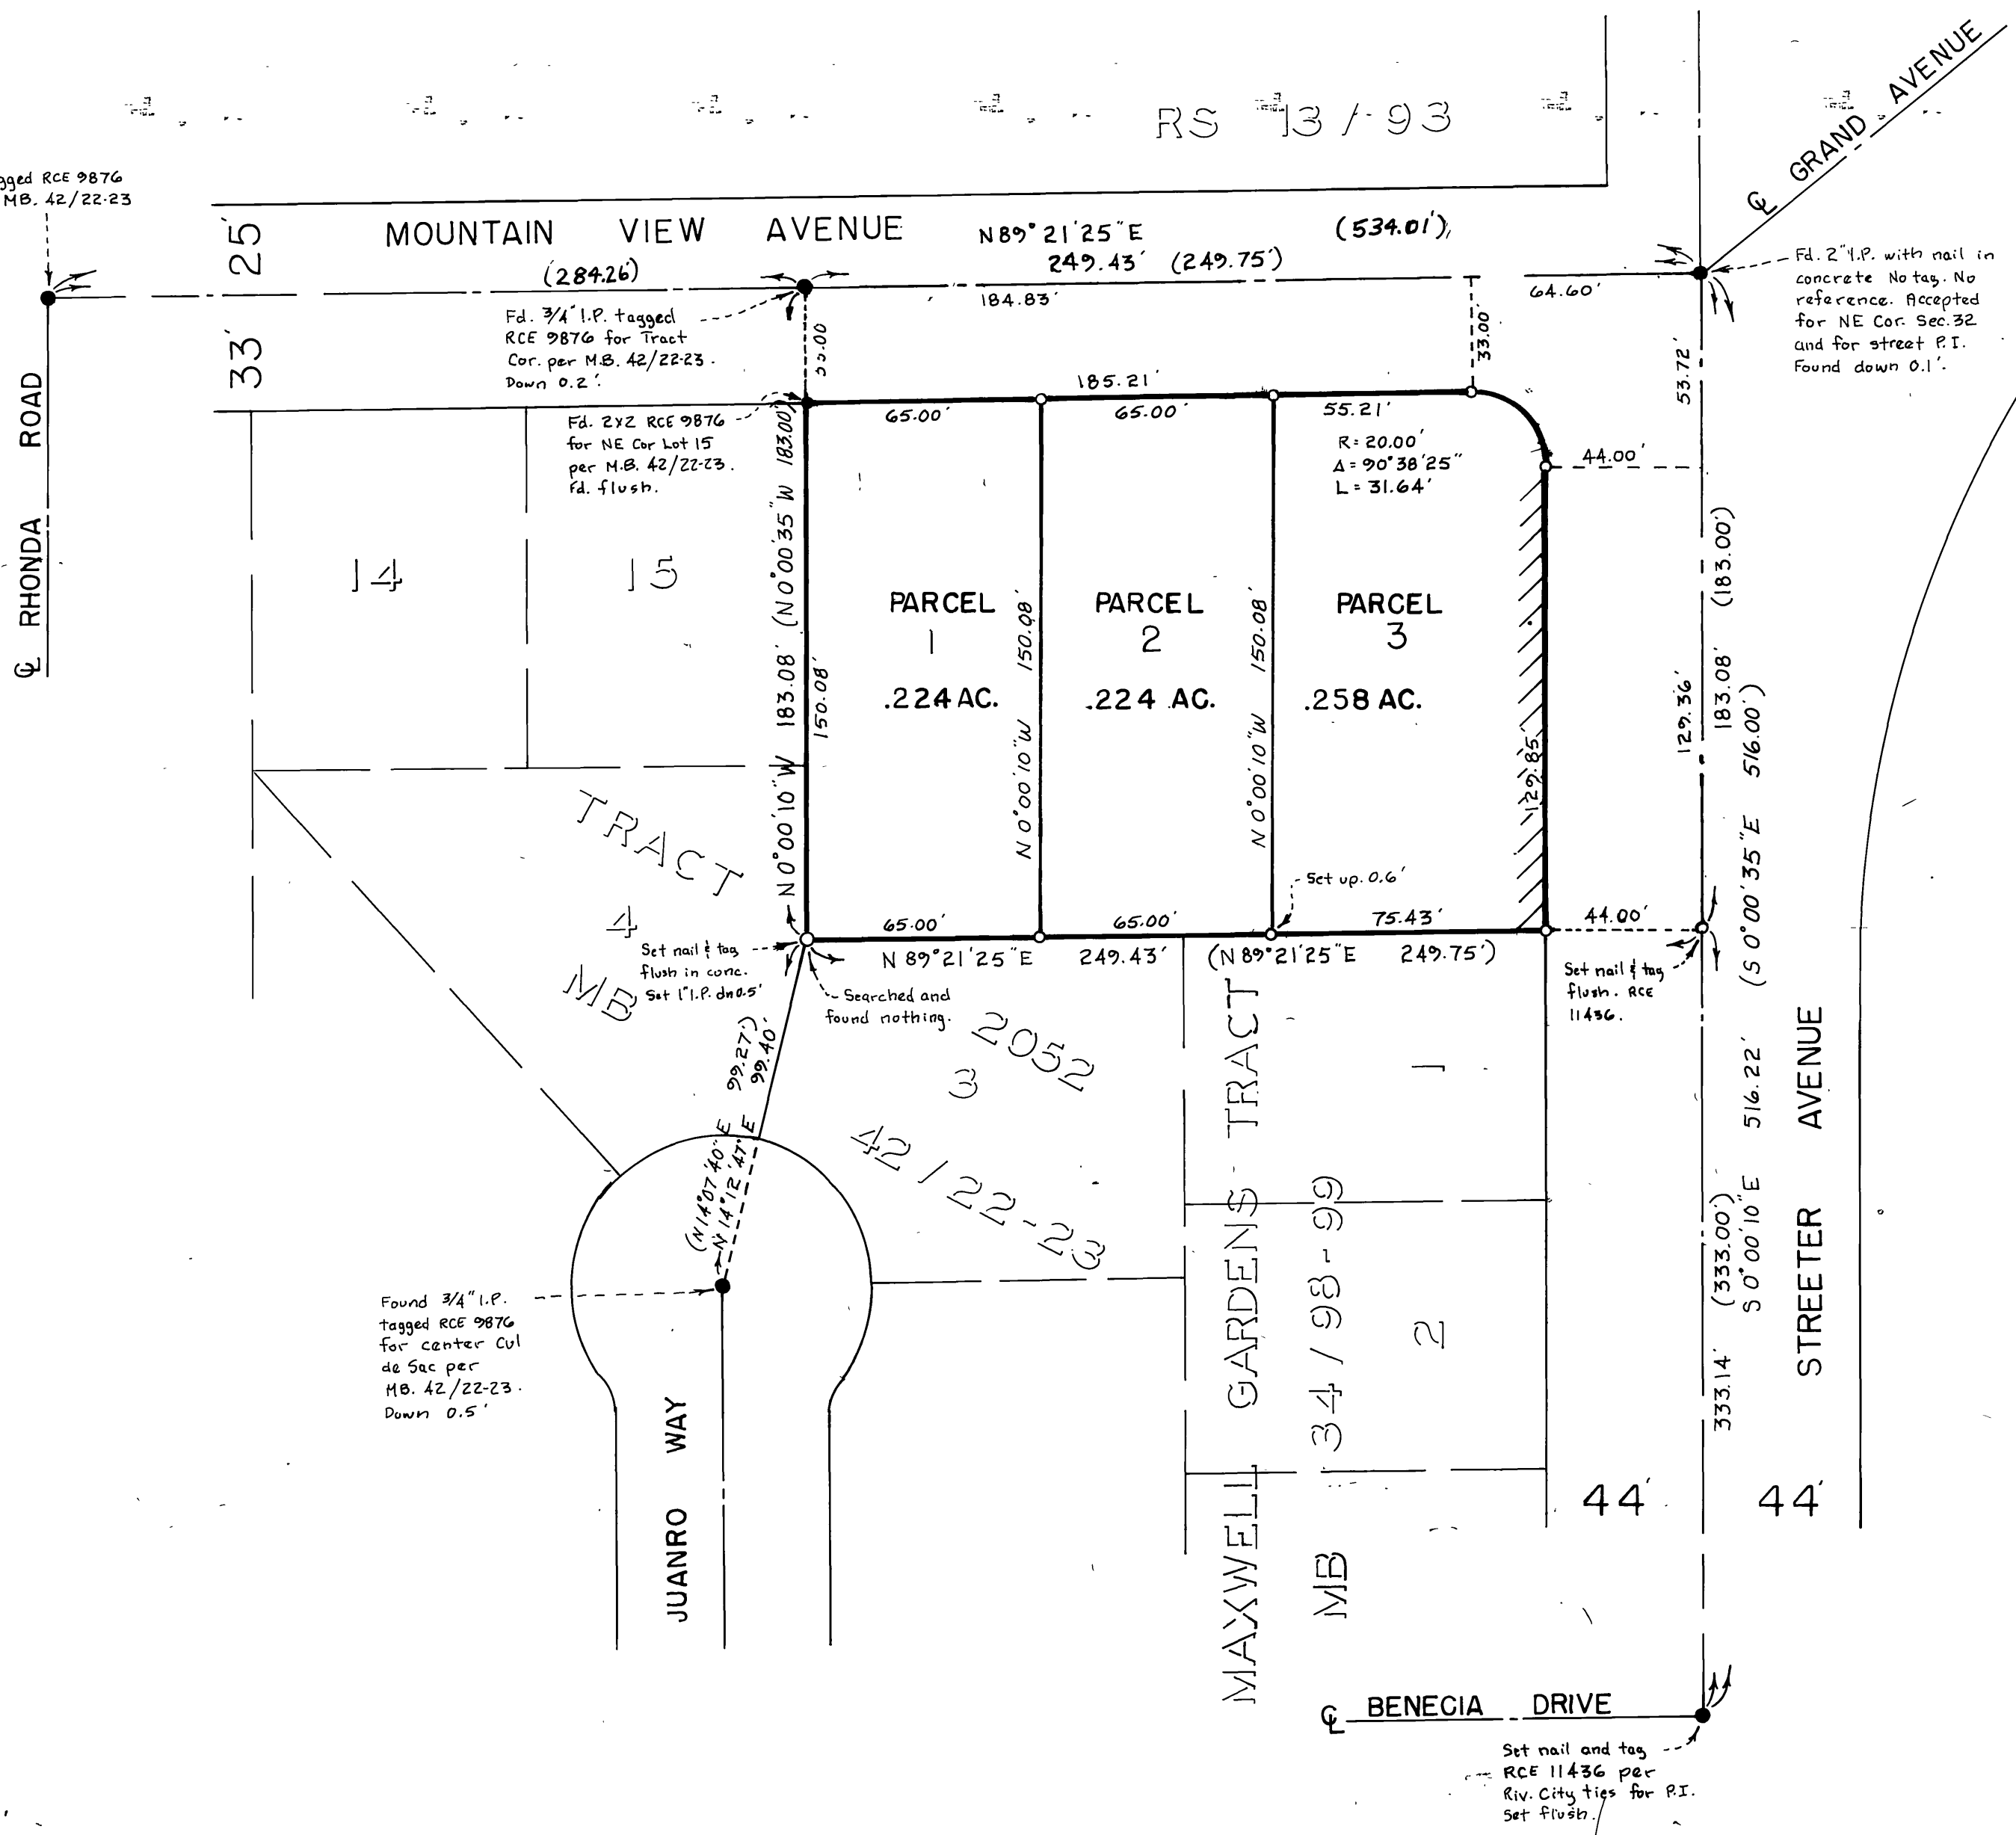 RS 13/93
℄ GRAND AVENUE
gged RCE 9876
MB. 42/22-23
25'
33'
MOUNTAIN VIEW AVENUE
N89°21'25"E
(534.01')
(284.26')
249.43' (249.75')
184.83'
64.60'
Fd. 2" I.P. with nail in
concrete No tag. No
reference. Accepted
for NE Cor. Sec. 32
and for street P.I.
Found down 0.1'.
Fd. 3/4" I.P. tagged
RCE 9876 for Tract
Cor. per M.B. 42/22-23.
Down 0.2'.
33.00
53.72'
℄ RHONDA ROAD
185.21'
65.00'
65.00'
55.21'
Fd. 2x2 RCE 9876
for NE Cor Lot 15
per M.B. 42/22-23.
Fd. flush.
R= 20.00'
Δ= 90°38'25"
L= 31.64'
44.00'
14
15
N0°00'10"W 183.08' (N0°00'35"W 183.00')
150.08'
PARCEL
1
.224 AC.
N0°00'10"W 150.08'
PARCEL
2
.224 AC.
N0°00'10"W 150.08'
PARCEL
3
.258 AC.
129.85'
129.36'
183.08' (183.00')
S0°00'10"E 516.22' (S0°00'35"E 516.00')
Set up. 0.6'
65.00'
65.00'
75.43'
44.00'
N 89°21'25"E 249.43' (N89°21'25"E 249.75')
Set nail & tag
flush in conc.
Set 1" I.P. dn 0.5'
Searched and
found nothing.
Set nail & tag
flush. RCE
11436.
TRACT 2052
4
3
MB 42/22-23
99.27')
99.40'
(N14°07'40"E
N14°12'47"E
Found 3/4" I.P.
tagged RCE 9876
for center Cul
de Sac per
MB. 42/22-23.
Down 0.5'
JUANRO WAY
MAXWELL GARDENS TRACT
MB 34/98-99
1
2
333.14' (333.00')
STREETER AVENUE
44'
44'
℄ BENECIA DRIVE
Set nail and tag
RCE 11436 per
Riv. City ties for P.I.
Set flush.